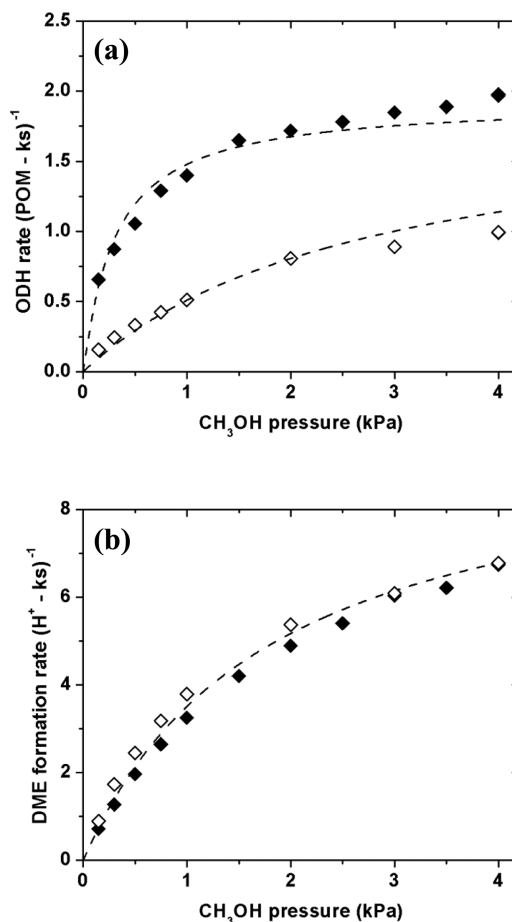 (a)
ODH rate (POM - ks)⁻¹
2.5
2.0
1.5
1.0
0.5
0.0
0 1 2 3 4
CH₃OH pressure (kPa)
(b)
DME formation rate (H⁺ - ks)⁻¹
8
6
4
2
0
0 1 2 3 4
CH₃OH pressure (kPa)